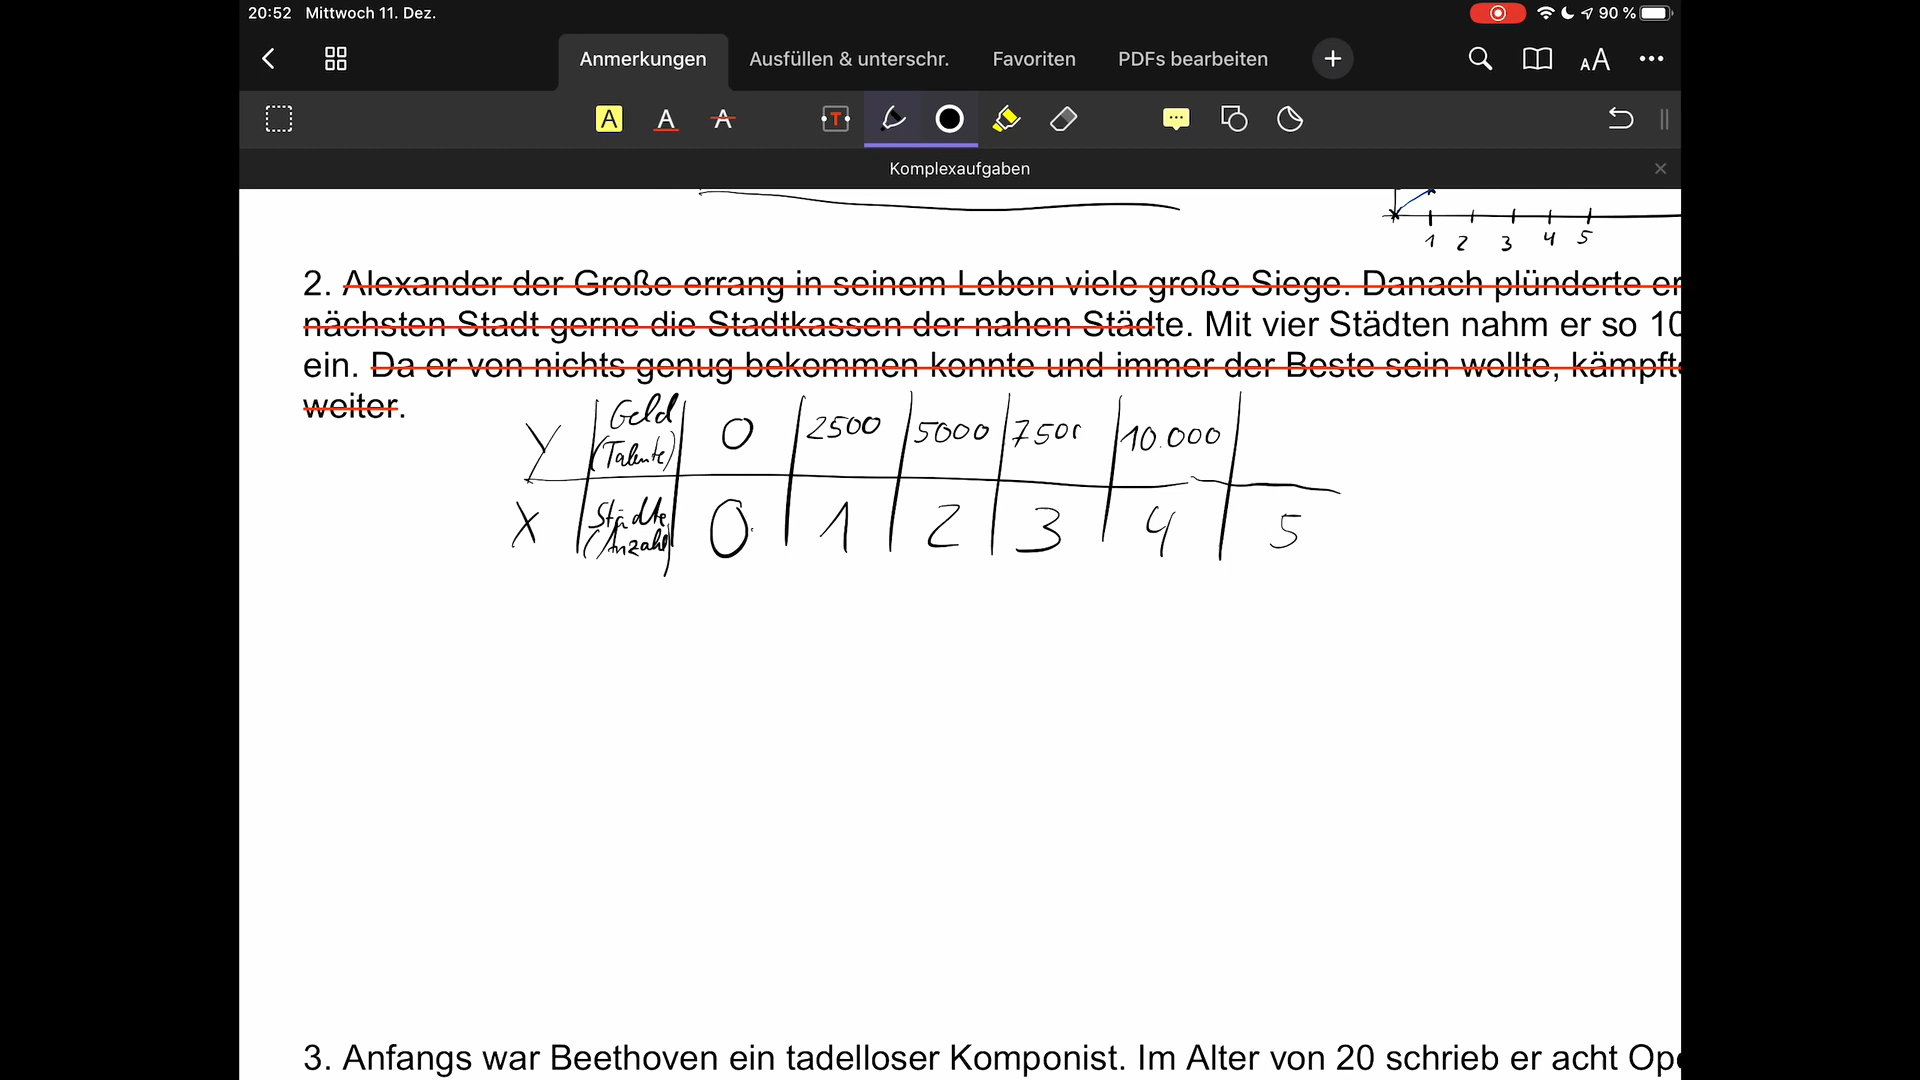 20:52 Mittwoch 11. Dez. 90 %
Anmerkungen Ausfüllen & unterschr. Favoriten PDFs bearbeiten
Komplexaufgaben
1 2 3 4 5
2. Alexander der Große errang in seinem Leben viele große Siege. Danach plünderte er
nächsten Stadt gerne die Stadtkassen der nahen Städte. Mit vier Städten nahm er so 10
ein. Da er von nichts genug bekommen konnte und immer der Beste sein wollte, kämpfte
weiter.
Y Geld (Talente) 0 2500 5000 7500 10.000
X Städte (Anzahl) 0 1 2 3 4 5
3. Anfangs war Beethoven ein tadelloser Komponist. Im Alter von 20 schrieb er acht Ope